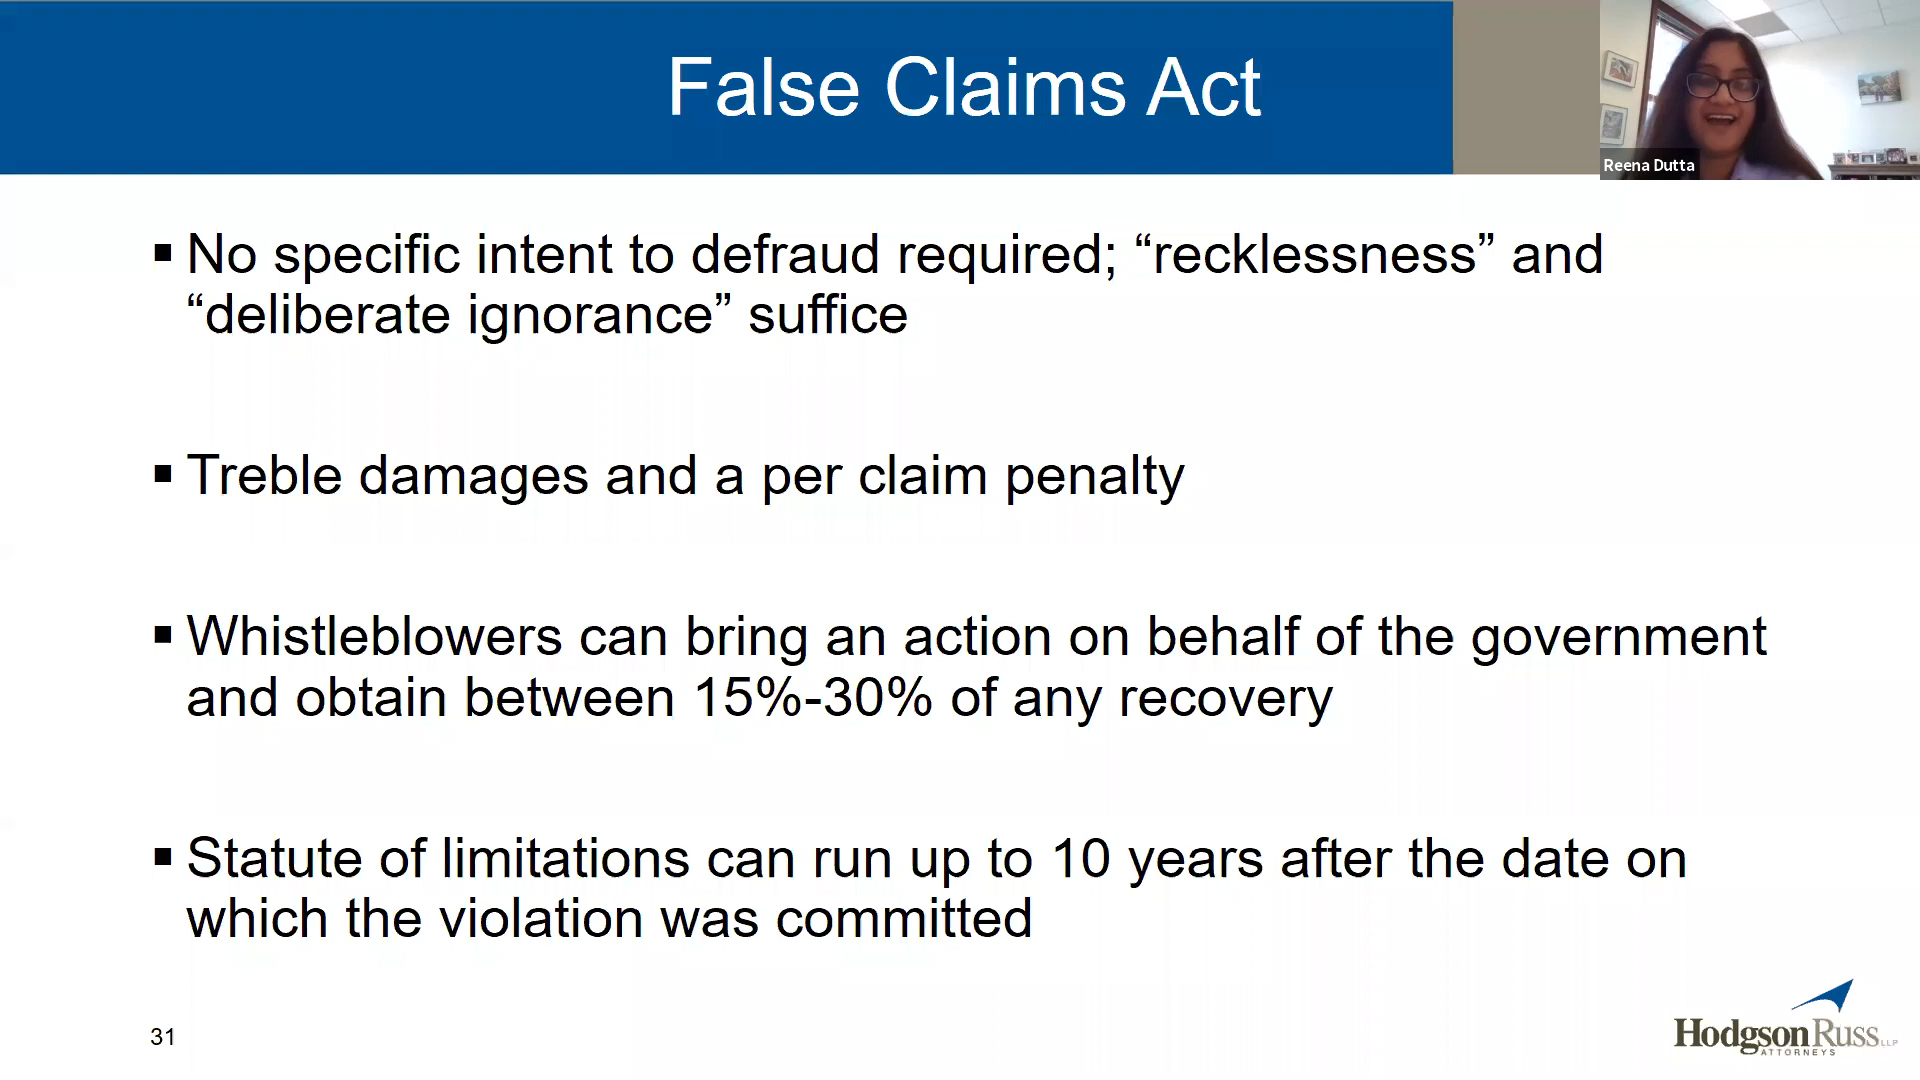 False Claims Act
Reena Dutta
▪ No specific intent to defraud required; “recklessness” and
“deliberate ignorance” suffice
▪ Treble damages and a per claim penalty
▪ Whistleblowers can bring an action on behalf of the government
and obtain between 15%-30% of any recovery
▪ Statute of limitations can run up to 10 years after the date on
which the violation was committed
31
HodgsonRuss LLP
ATTORNEYS